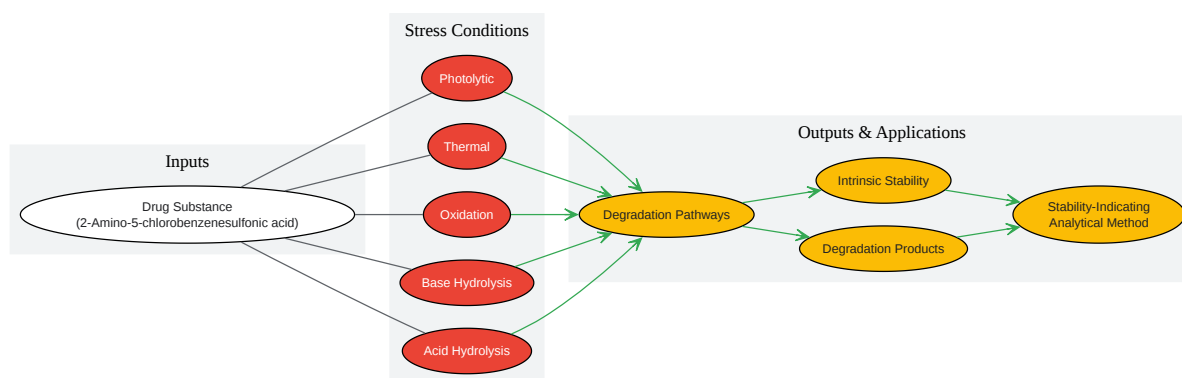 Stress Conditions
Photolytic
Thermal
Oxidation
Base Hydrolysis
Acid Hydrolysis
Inputs
Drug Substance
(2-Amino-5-chlorobenzenesulfonic acid)
Outputs & Applications
Degradation Pathways
Intrinsic Stability
Degradation Products
Stability-Indicating
Analytical Method